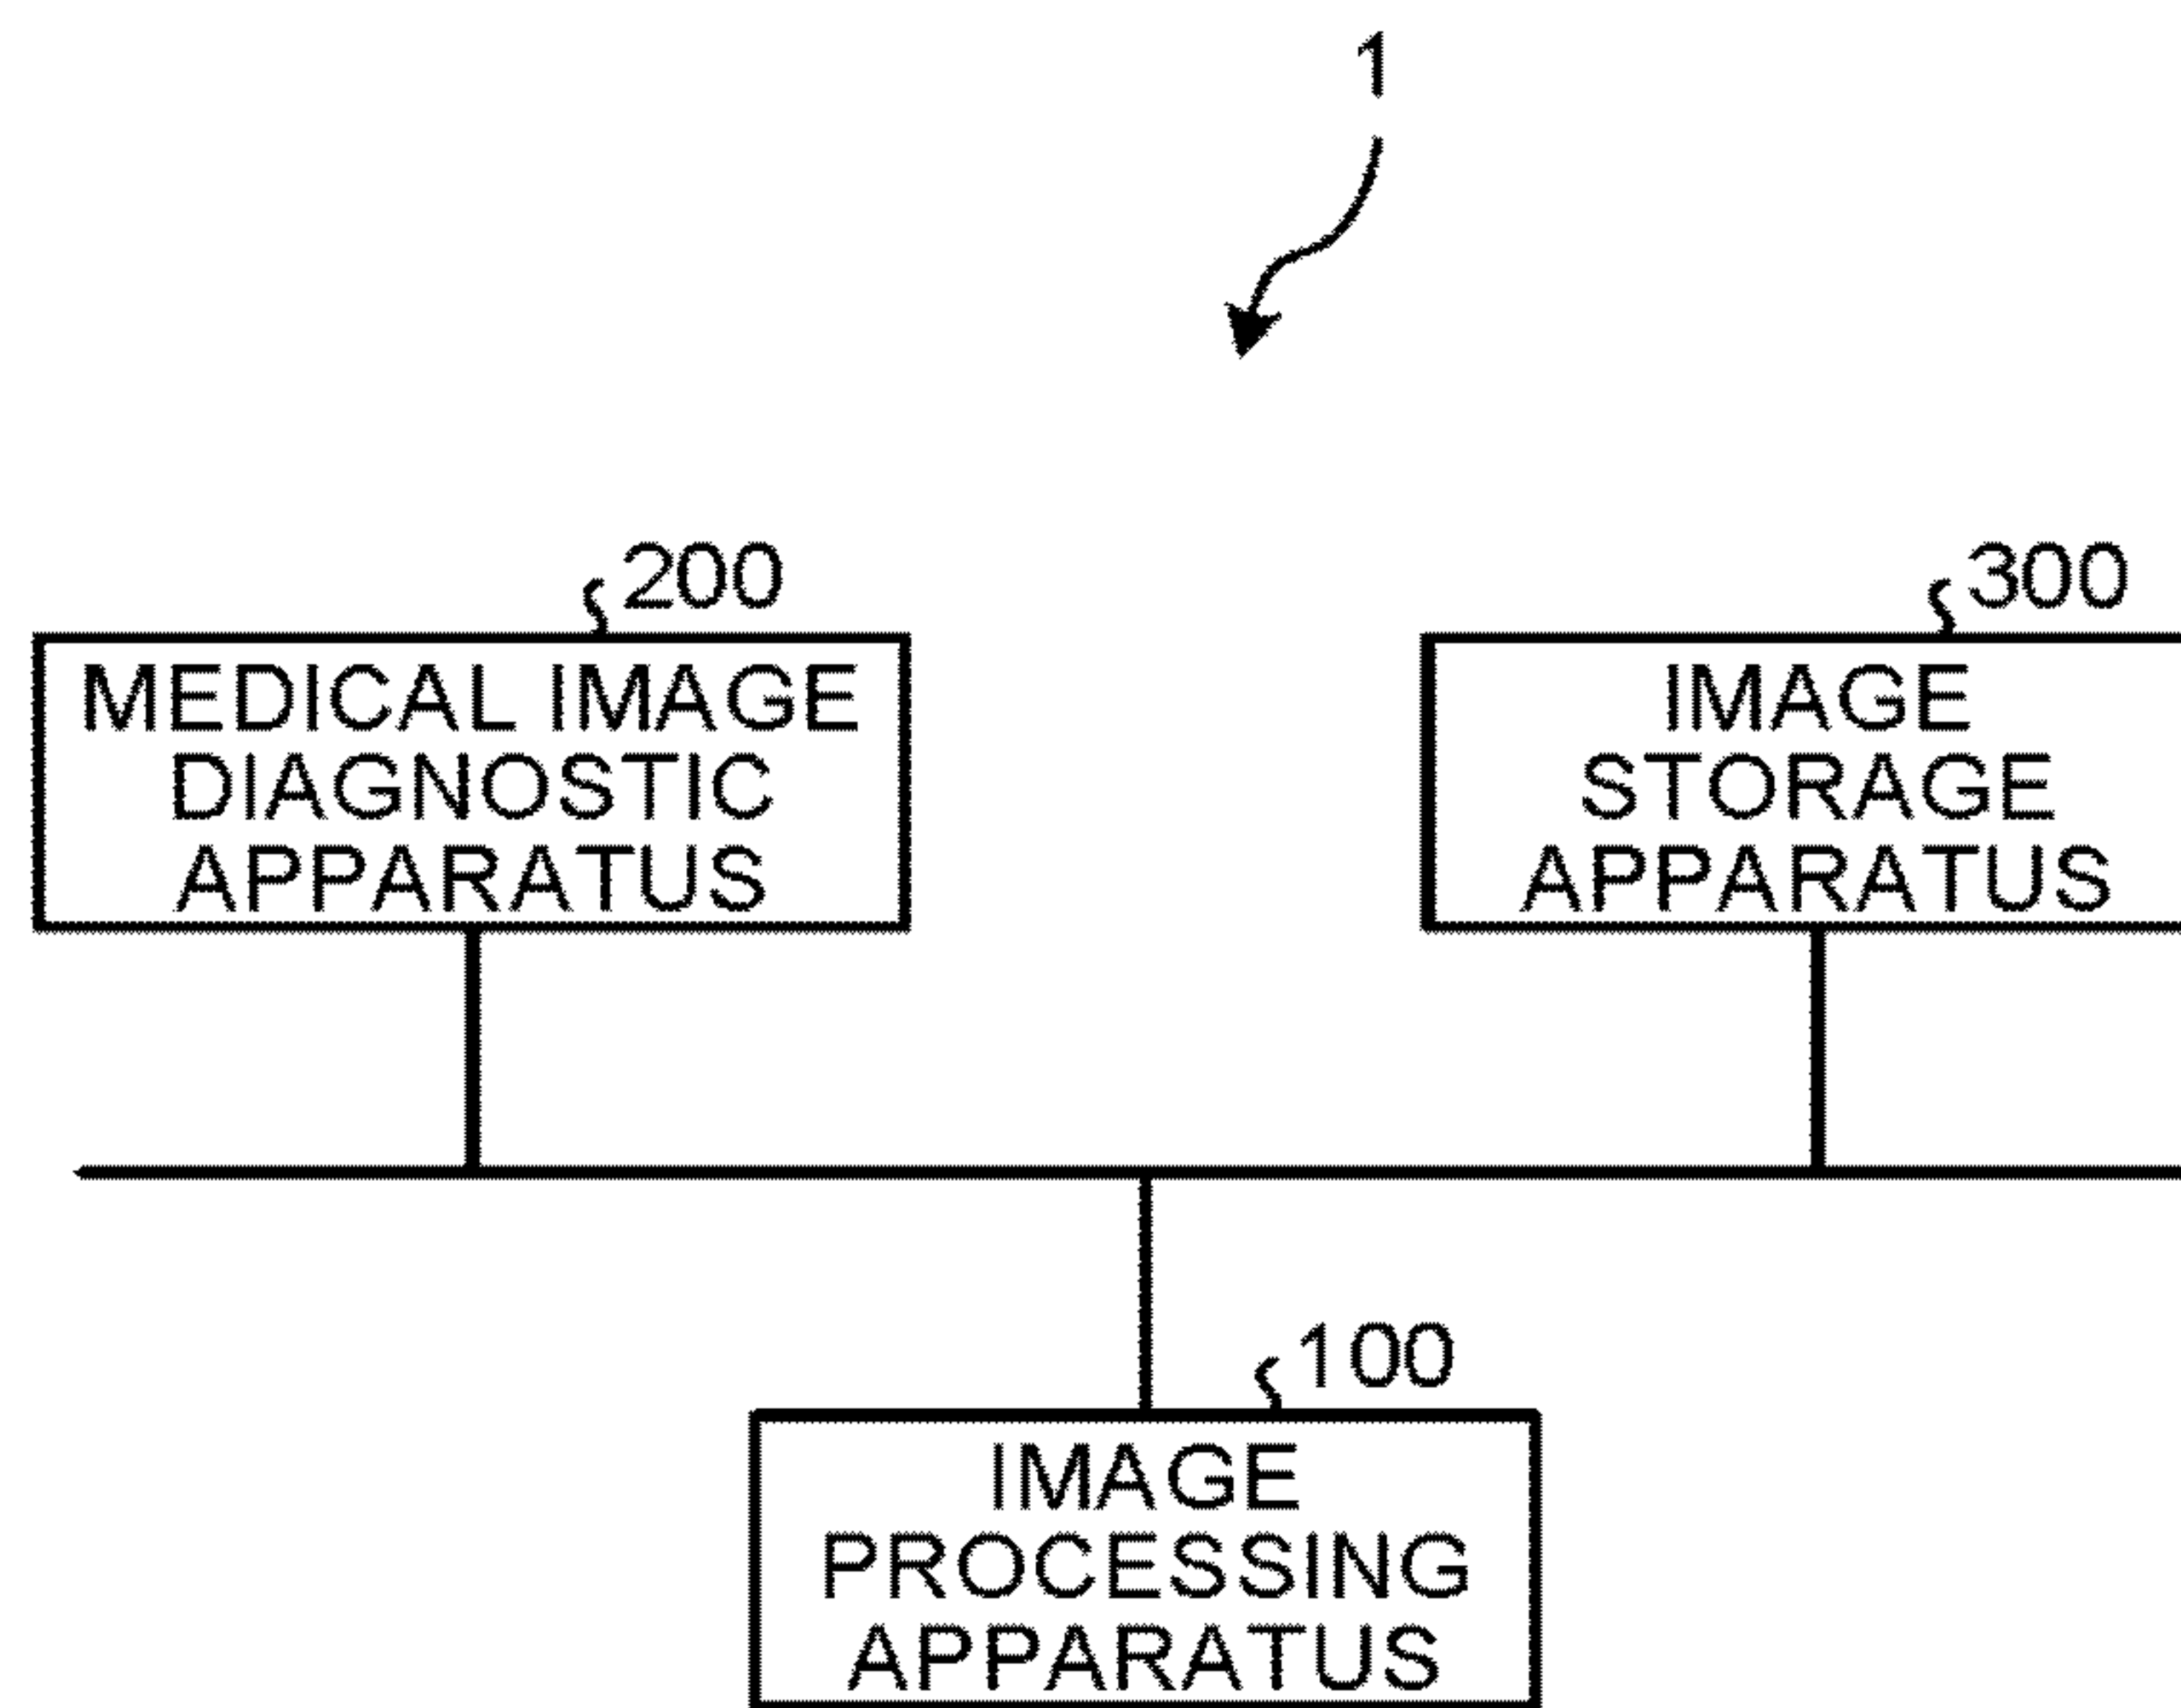 1
200
MEDICAL IMAGE
DIAGNOSTIC
APPARATUS
300
IMAGE
STORAGE
APPARATUS
100
IMAGE
PROCESSING
APPARATUS